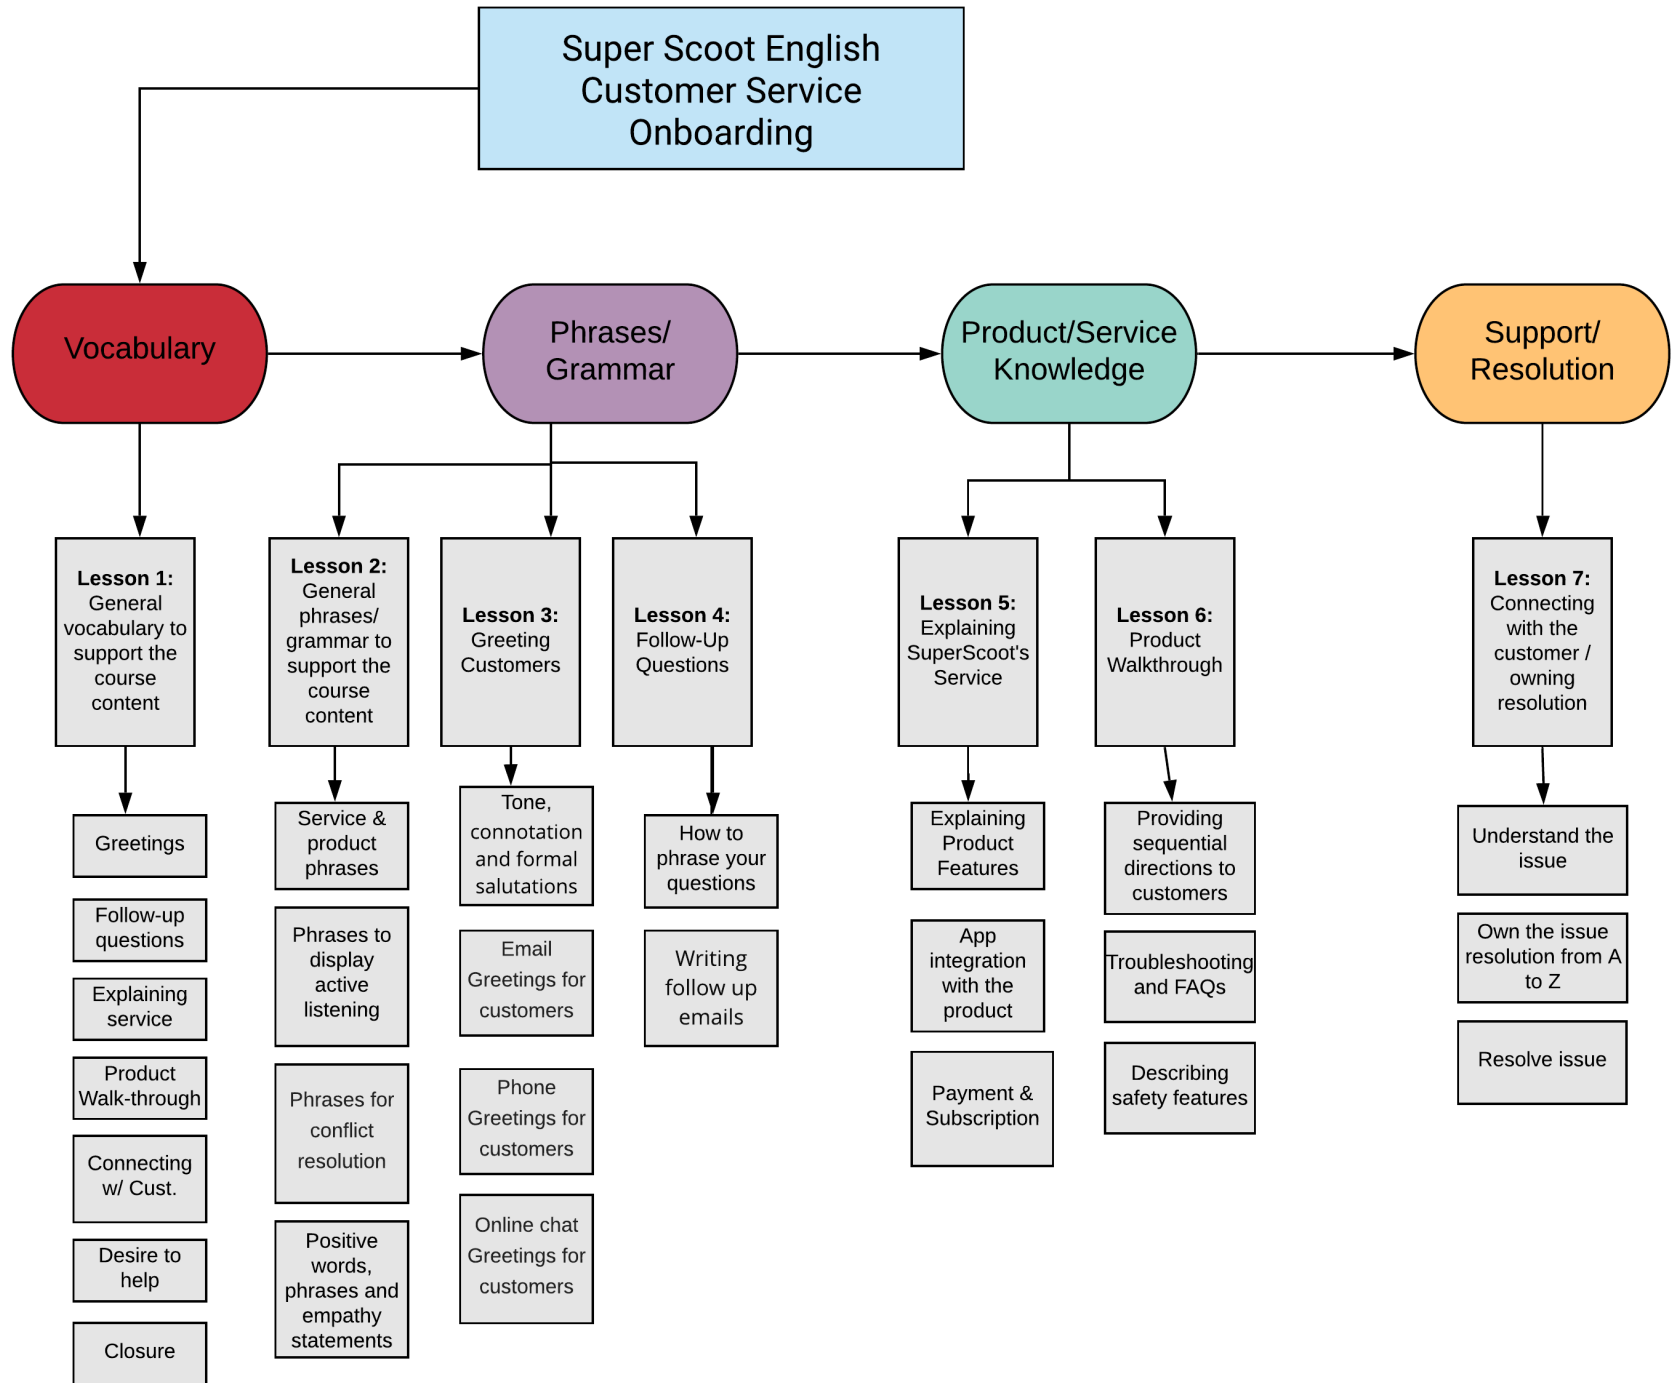 Super Scoot English
Customer Service
Onboarding
Vocabulary
Phrases/
Grammar
Product/Service
Knowledge
Support/
Resolution
Lesson 1:
General
vocabulary to
support the
course
content
Greetings
Follow-up
questions
Explaining
service
Product
Walk-through
Connecting
w/ Cust.
Desire to
help
Closure
Lesson 2:
General
phrases/
grammar to
support the
course
content
Service &
product
phrases
Phrases to
display
active
listening
Phrases for
conflict
resolution
Positive
words,
phrases and
empathy
statements
Lesson 3:
Greeting
Customers
Tone,
connotation
and formal
salutations
Email
Greetings for
customers
Phone
Greetings for
customers
Online chat
Greetings for
customers
Lesson 4:
Follow-Up
Questions
How to
phrase your
questions
Writing
follow up
emails
Lesson 5:
Explaining
SuperScoot's
Service
Explaining
Product
Features
App
integration
with the
product
Payment &
Subscription
Lesson 6:
Product
Walkthrough
Providing
sequential
directions to
customers
Troubleshooting
and FAQs
Describing
safety features
Lesson 7:
Connecting
with the
customer /
owning
resolution
Understand the
issue
Own the issue
resolution from A
to Z
Resolve issue